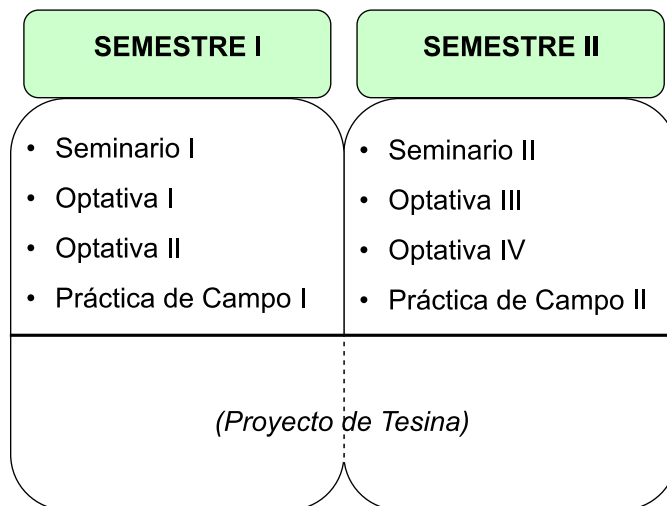 SEMESTRE I
• Seminario I
• Optativa I
• Optativa II
• Práctica de Campo I
SEMESTRE II
• Seminario II
• Optativa III
• Optativa IV
• Práctica de Campo II
(Proyecto de Tesina)